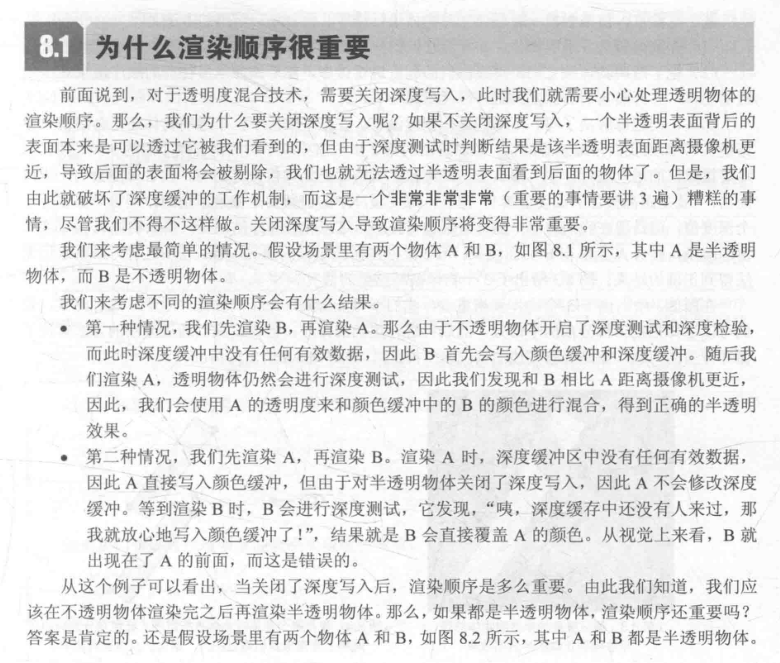 8.1 为什么渲染顺序很重要
前面说到，对于透明度混合技术，需要关闭深度写入，此时我们就需要小心处理透明物体的
渲染顺序。那么，我们为什么要关闭深度写入呢？如果不关闭深度写入，一个半透明表面背后的
表面本来是可以透过它被我们看到的，但由于深度测试时判断结果是该半透明表面距离摄像机更
近，导致后面的表面将会被剔除，我们也就无法透过半透明表面看到后面的物体了。但是，我们
由此就破坏了深度缓冲的工作机制，而这是一个非常非常非常（重要的事情要讲 3 遍）糟糕的事
情，尽管我们不得不这样做。关闭深度写入导致渲染顺序将变得非常重要。
我们来考虑最简单的情况。假设场景里有两个物体 A 和 B，如图 8.1 所示，其中 A 是半透明
物体，而 B 是不透明物体。
我们来考虑不同的渲染顺序会有什么结果。
● 第一种情况，我们先渲染 B，再渲染 A。那么由于不透明物体开启了深度测试和深度检验，
而此时深度缓冲中没有任何有效数据，因此 B 首先会写入颜色缓冲和深度缓冲。随后我
们渲染 A，透明物体仍然会进行深度测试，因此我们发现和 B 相比 A 距离摄像机更近，
因此，我们会使用 A 的透明度来和颜色缓冲中的 B 的颜色进行混合，得到正确的半透明
效果。
● 第二种情况，我们先渲染 A，再渲染 B。渲染 A 时，深度缓冲区中没有任何有效数据，
因此 A 直接写入颜色缓冲，但由于对半透明物体关闭了深度写入，因此 A 不会修改深度
缓冲。等到渲染 B 时，B 会进行深度测试，它发现，“咦，深度缓存中还没有人来过，那
我就放心地写入颜色缓冲了！”，结果就是 B 会直接覆盖 A 的颜色。从视觉上来看，B 就
出现在了 A 的前面，而这是错误的。
从这个例子可以看出，当关闭了深度写入后，渲染顺序是多么重要。由此我们知道，我们应
该在不透明物体渲染完之后再渲染半透明物体。那么，如果都是半透明物体，渲染顺序还重要吗？
答案是肯定的。还是假设场景里有两个物体 A 和 B，如图 8.2 所示，其中 A 和 B 都是半透明物体。